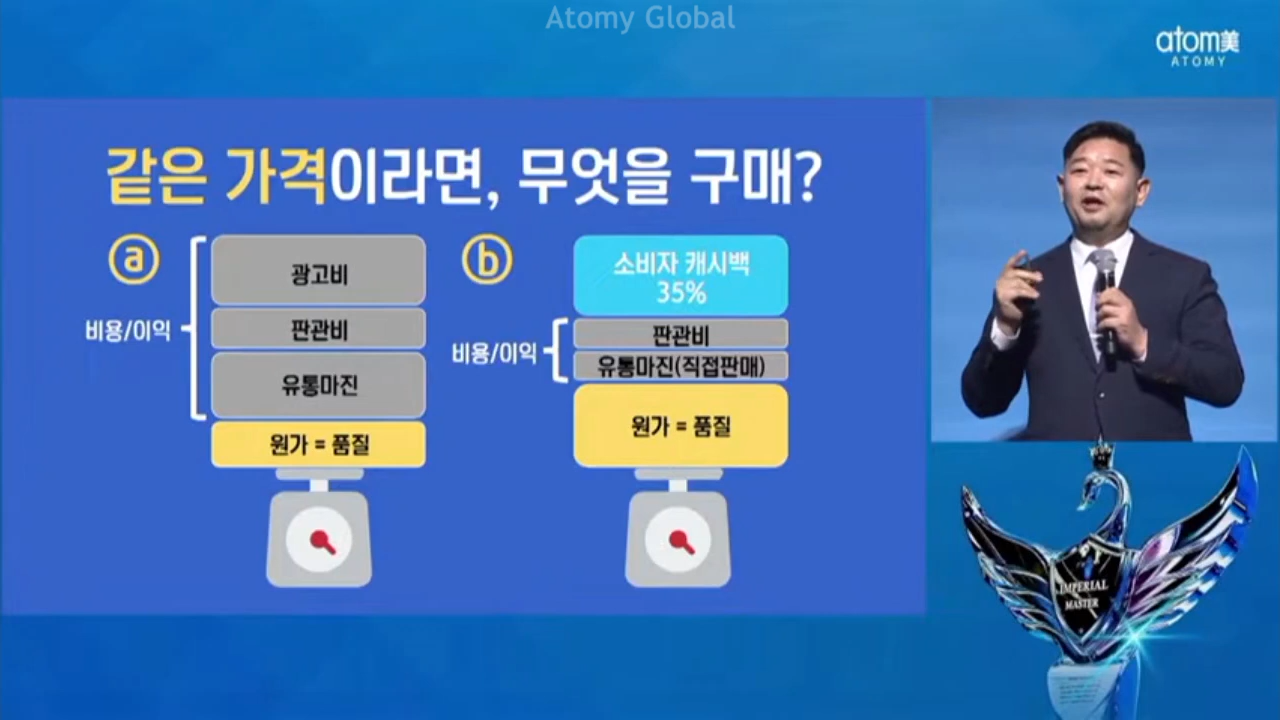 Atomy Global
atom美
ATOMY
같은 가격이라면, 무엇을 구매?
ⓐ
광고비
판관비
유통마진
비용/이익
원가 = 품질
ⓑ
소비자 캐시백
35%
판관비
유통마진(직접판매)
비용/이익
원가 = 품질
IMPERIAL
MASTER